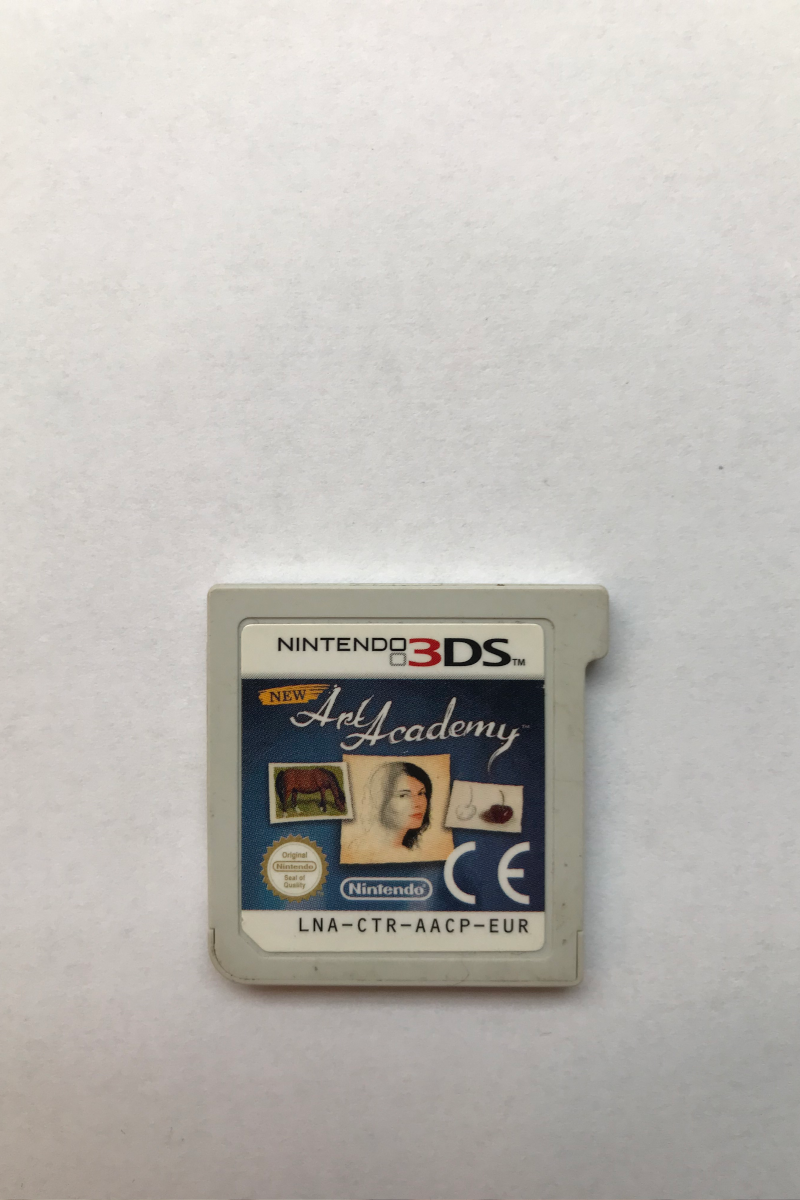 NINTENDO 3DS™
NEW
Art Academy™
Original
Nintendo
Seal of
Quality
Nintendo®
CE
LNA-CTR-AACP-EUR